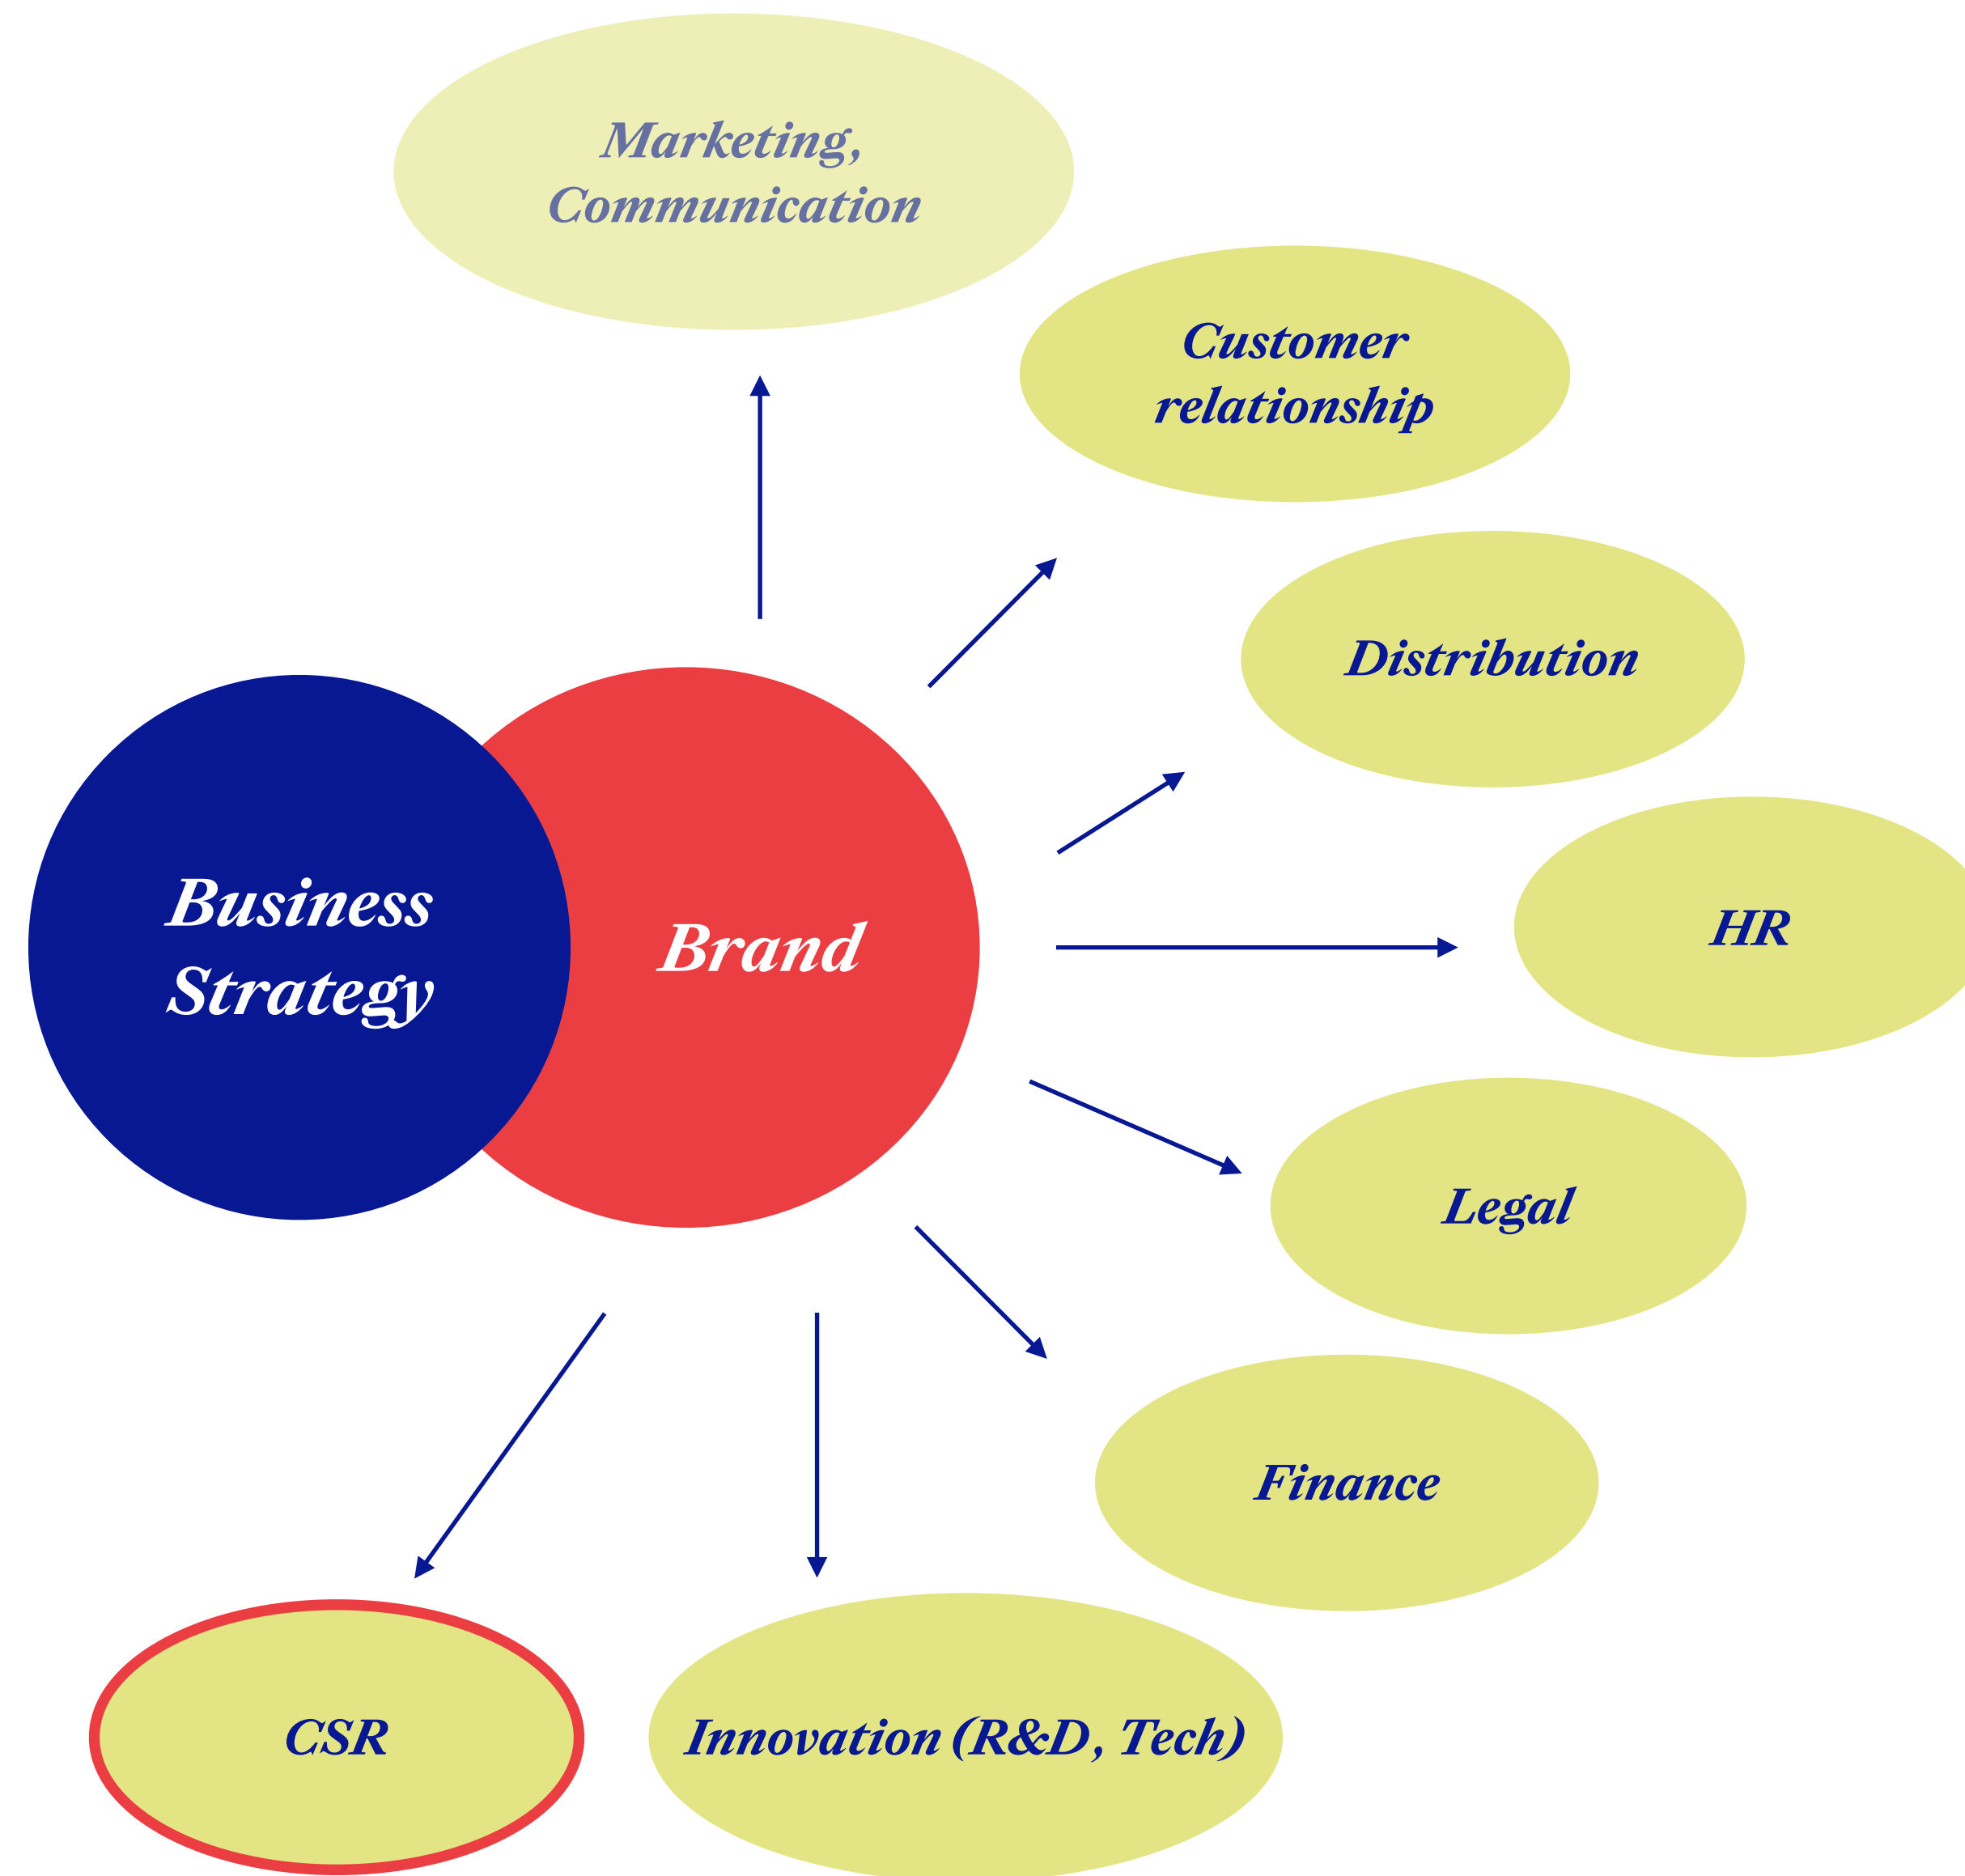 Marketing,
Communication
Customer
relationship
Distribution
Business
Strategy
Brand
HR
Legal
Finance
CSR
Innovation (R&D, Tech)